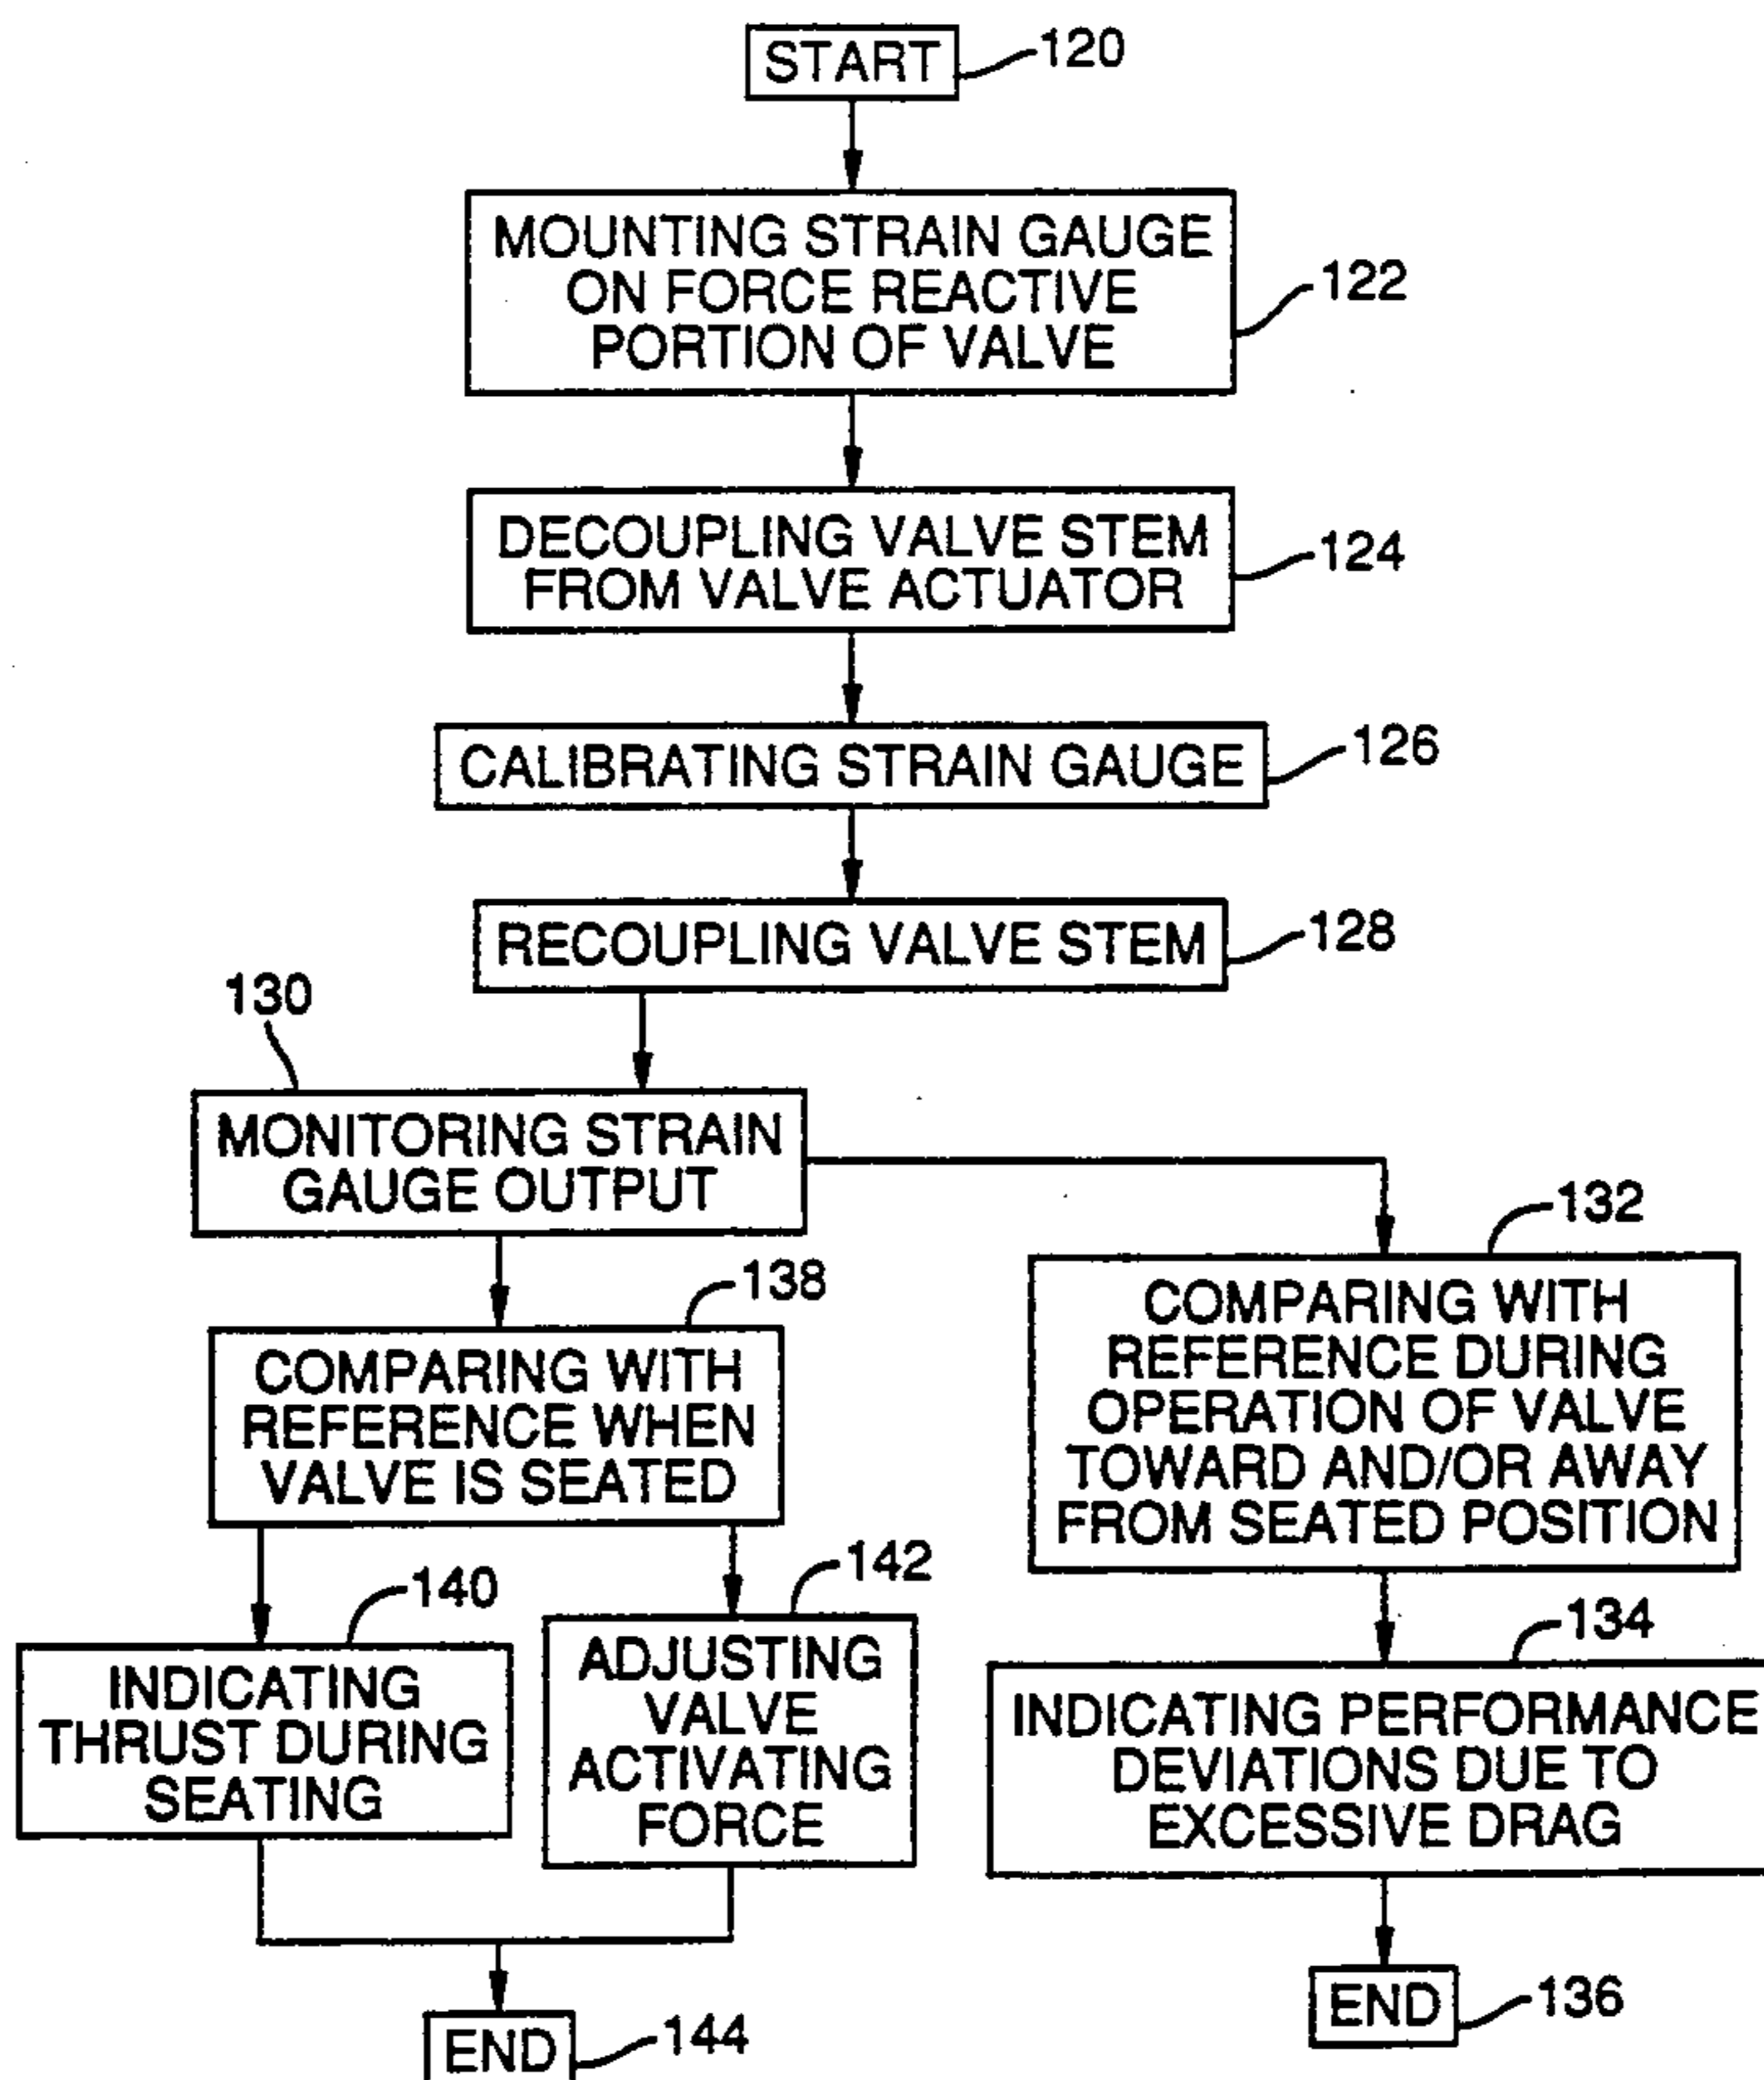 START
120
MOUNTING STRAIN GAUGE
ON FORCE REACTIVE
PORTION OF VALVE
122
DECOUPLING VALVE STEM
FROM VALVE ACTUATOR
124
CALIBRATING STRAIN GAUGE
126
RECOUPLING VALVE STEM
128
130
MONITORING STRAIN
GAUGE OUTPUT
138
COMPARING WITH
REFERENCE WHEN
VALVE IS SEATED
132
COMPARING WITH
REFERENCE DURING
OPERATION OF VALVE
TOWARD AND/OR AWAY
FROM SEATED POSITION
140
INDICATING
THRUST DURING
SEATING
142
ADJUSTING
VALVE
ACTIVATING
FORCE
134
INDICATING PERFORMANCE
DEVIATIONS DUE TO
EXCESSIVE DRAG
END
144
END
136